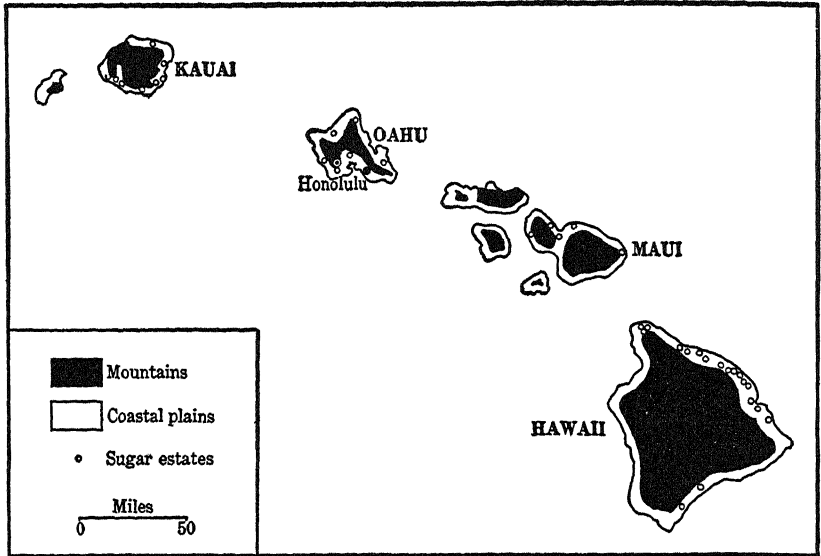 KAUAI
OAHU
Honolulu
MAUI
HAWAII
Mountains
Coastal plains
Sugar estates
Miles
0 50